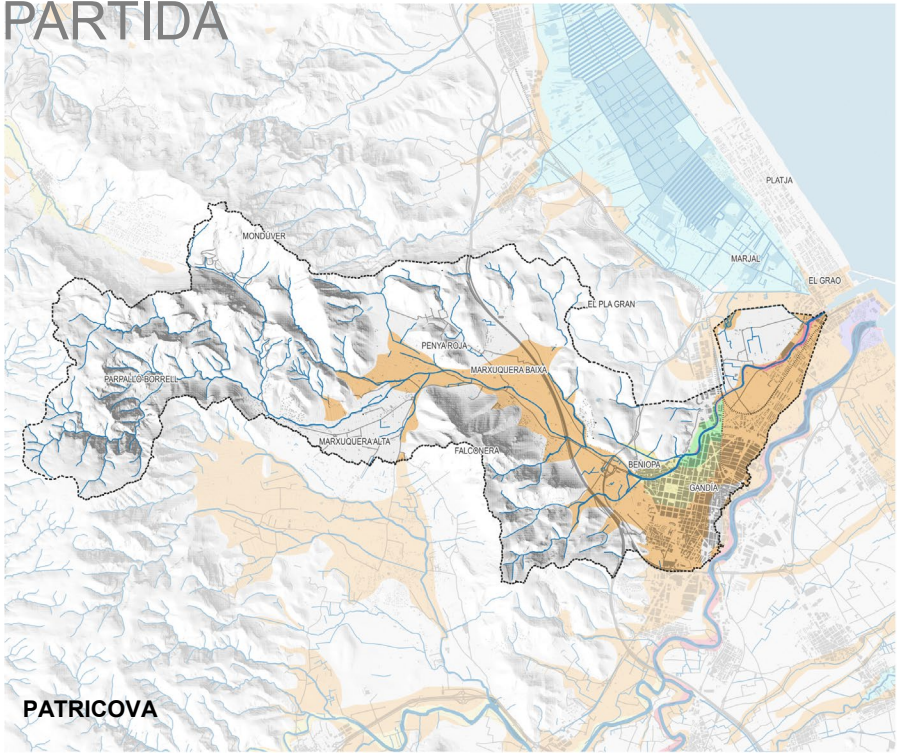 PARTIDA
PLATJA
MONDÚVER
MARJAL
EL GRAO
EL PLA GRAN
PENYA ROJA
MARXUQUERA BAIXA
PARPALLÓ BORRELL
MARXUQUERA ALTA
FALCONERA
BENIOPA
GANDIA
PATRICOVA